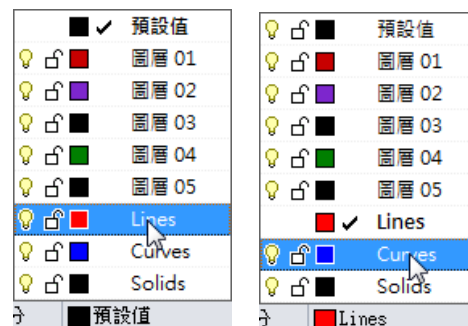 預設值
圖層 01
圖層 02
圖層 03
圖層 04
圖層 05
Lines
Curves
Solids
預設值
預設值
圖層 01
圖層 02
圖層 03
圖層 04
圖層 05
Lines
Curves
Solids
Lines